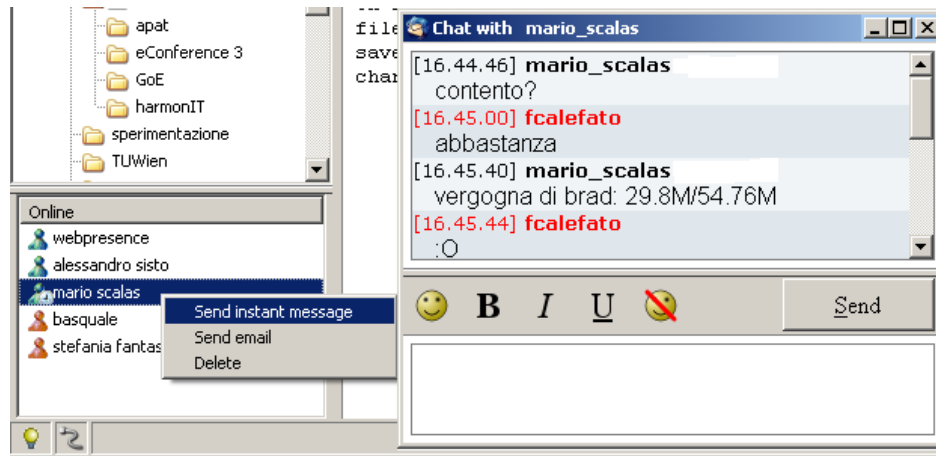 apat
eConference 3
GoE
harmonIT
sperimentazione
TUWien
file
save
char
Online
webpresence
alessandro sisto
mario scalas
basquale
stefania fantas
Send instant message
Send email
Delete
Chat with mario_scalas
[16.44.46] mario_scalas
contento?
[16.45.00] fcalefato
abbastanza
[16.45.40] mario_scalas
vergogna di brad: 29.8M/54.76M
[16.45.44] fcalefato
:O
B I U
Send